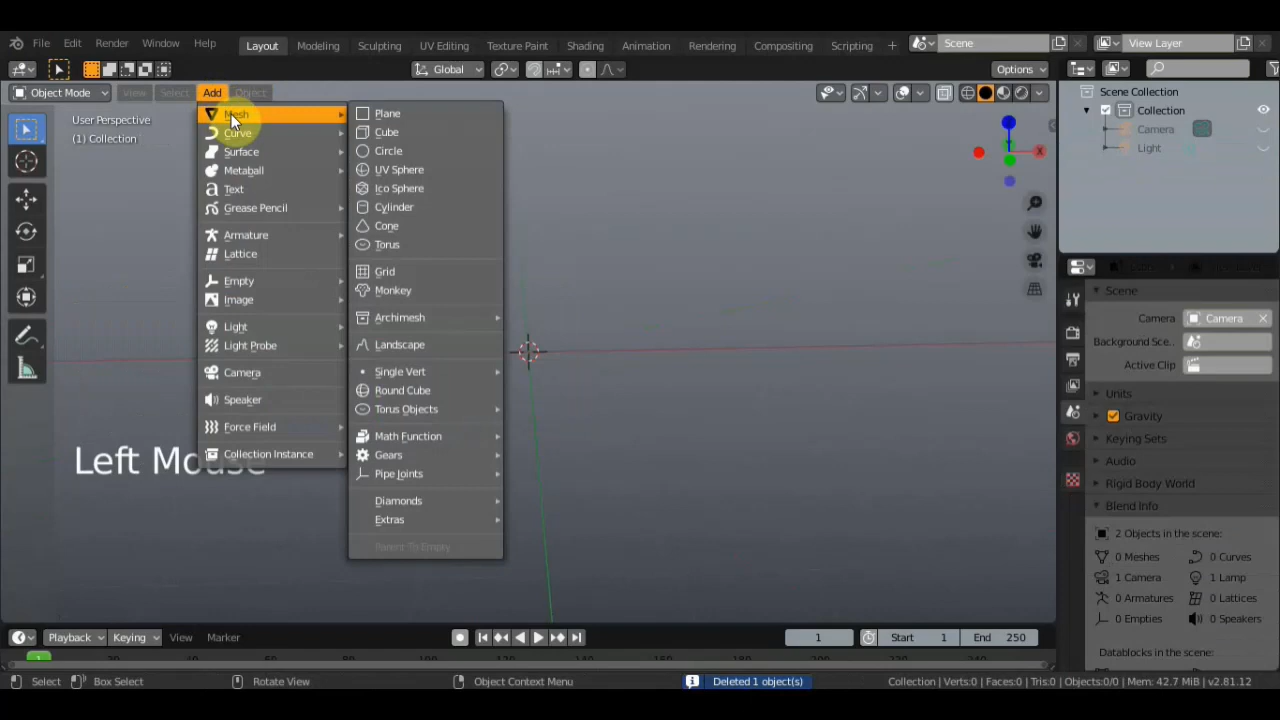 File Edit Render Window Help Layout Modeling Sculpting UV Editing Texture Paint Shading Animation Rendering Compositing Scripting + Scene View Layer
Global Options
Object Mode View Select Add Object
User Perspective
(1) Collection
Mesh
Curve
Surface
Metaball
Text
Grease Pencil
Armature
Lattice
Empty
Image
Light
Light Probe
Camera
Speaker
Force Field
Collection Instance
Plane
Cube
Circle
UV Sphere
Ico Sphere
Cylinder
Cone
Torus
Grid
Monkey
Archimesh
Landscape
Single Vert
Round Cube
Torus Objects
Math Function
Gears
Pipe Joints
Diamonds
Extras
Parent To Empty
X
Left Mouse
Scene Collection
Collection
Camera
Light
Scene
Camera Camera
Background Sce..
Active Clip
Units
Gravity
Keying Sets
Audio
Rigid Body World
Blend Info
2 Objects in the scene:
0 Meshes 0 Curves
1 Camera 1 Lamp
0 Armatures 0 Lattices
0 Empties 0 Speakers
Datablocks in the scene:
Playback Keying View Marker 1 Start 1 End 250
1
Select Box Select Rotate View Object Context Menu Deleted 1 object(s) Collection | Verts:0 | Faces:0 | Tris:0 | Objects:0/0 | Mem: 42.7 MiB | v2.81.12